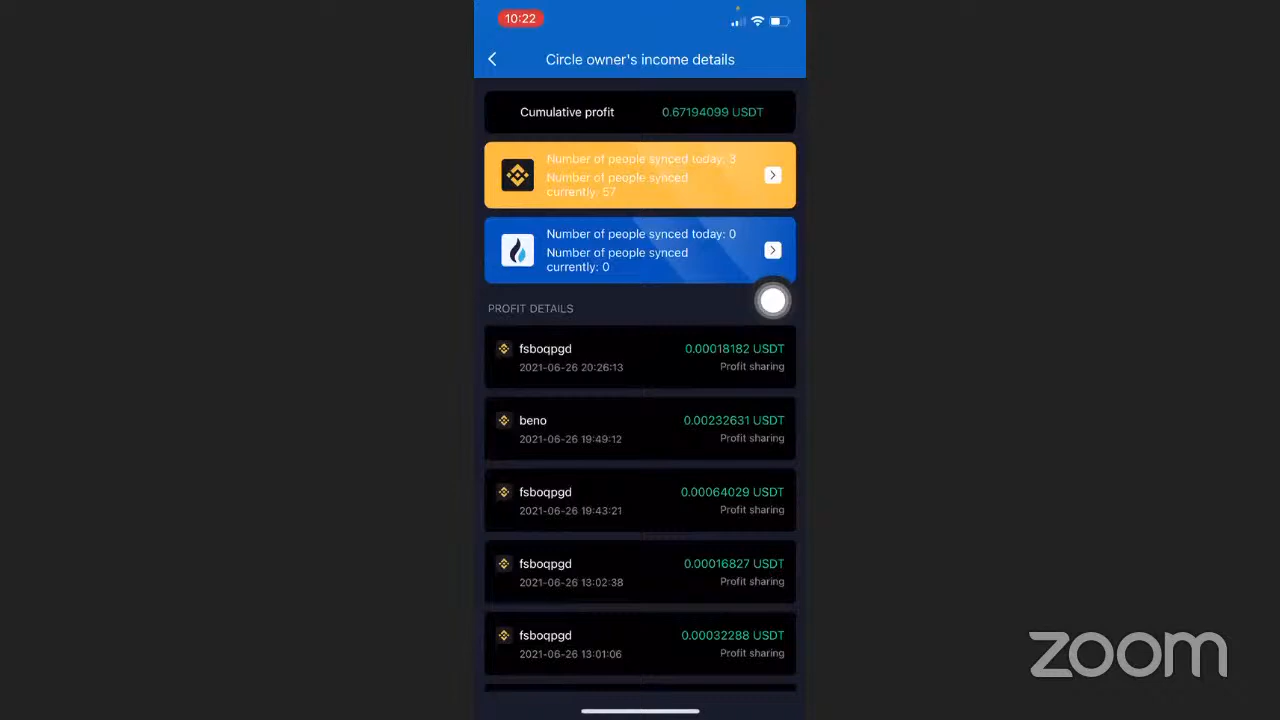 10:22
Circle owner's income details
Cumulative profit 0.67194099 USDT
Number of people synced today: 3
Number of people synced
currently: 57
Number of people synced today: 0
Number of people synced
currently: 0
PROFIT DETAILS
fsboqpgd 0.00018182 USDT
2021-06-26 20:26:13 Profit sharing
beno 0.00232631 USDT
2021-06-26 19:49:12 Profit sharing
fsboqpgd 0.00064029 USDT
2021-06-26 19:43:21 Profit sharing
fsboqpgd 0.00016827 USDT
2021-06-26 13:02:38 Profit sharing
fsboqpgd 0.00032288 USDT
2021-06-26 13:01:06 Profit sharing
zoom